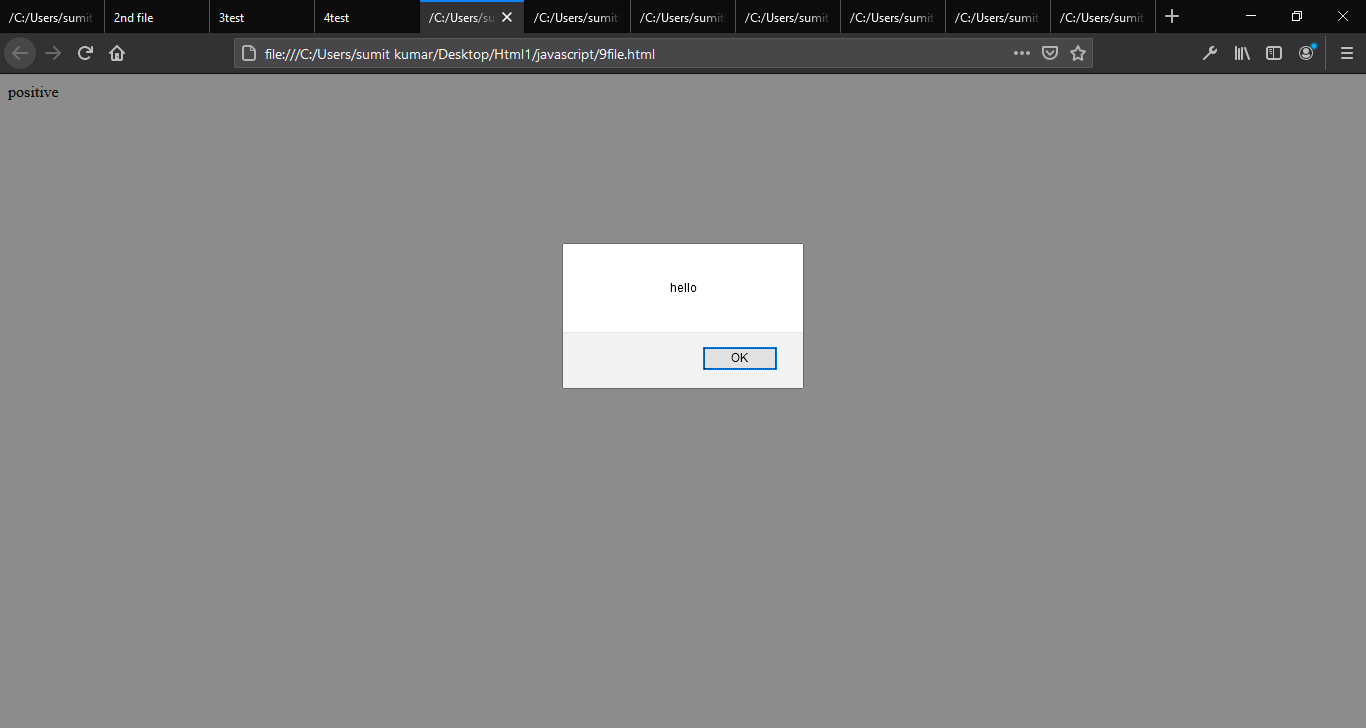 /C:/Users/sumit 2nd file 3test 4test /C:/Users/su /C:/Users/sumit /C:/Users/sumit /C:/Users/sumit /C:/Users/sumit /C:/Users/sumit /C:/Users/sumit
file:///C:/Users/sumit kumar/Desktop/Html1/javascript/9file.html
positive
hello
OK